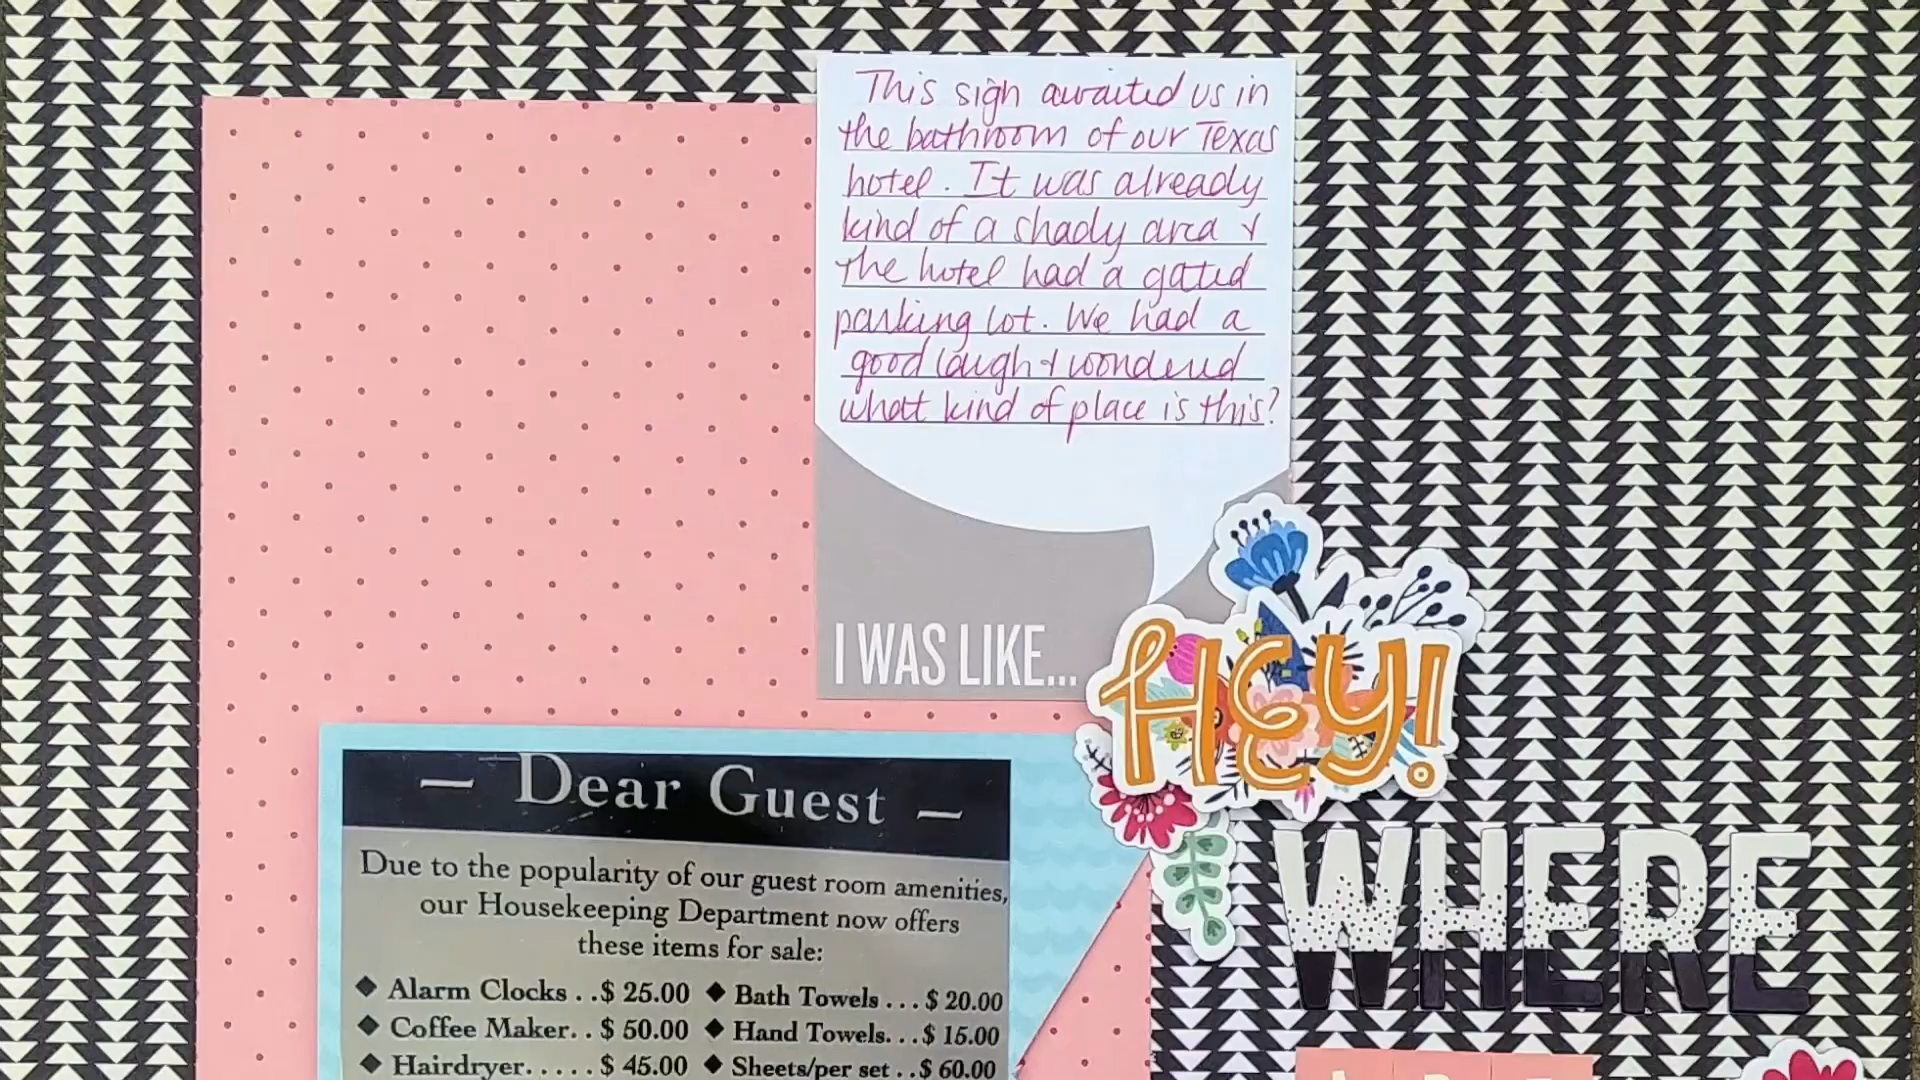 This sign awaited us in
the bathroom of our Texas
hotel. It was already
kind of a shady area &
the hotel had a gated
parking lot. We had a
good laugh & wondered
what kind of place is this?
I WAS LIKE...
HEY!
— Dear Guest —
Due to the popularity of our guest room amenities,
our Housekeeping Department now offers
these items for sale:
◆ Alarm Clocks . . $ 25.00 ◆ Bath Towels . . . $ 20.00
◆ Coffee Maker. . $ 50.00 ◆ Hand Towels. . . $ 15.00
◆ Hairdryer. . . . . $ 45.00 ◆ Sheets/per set . . $ 60.00
WHERE